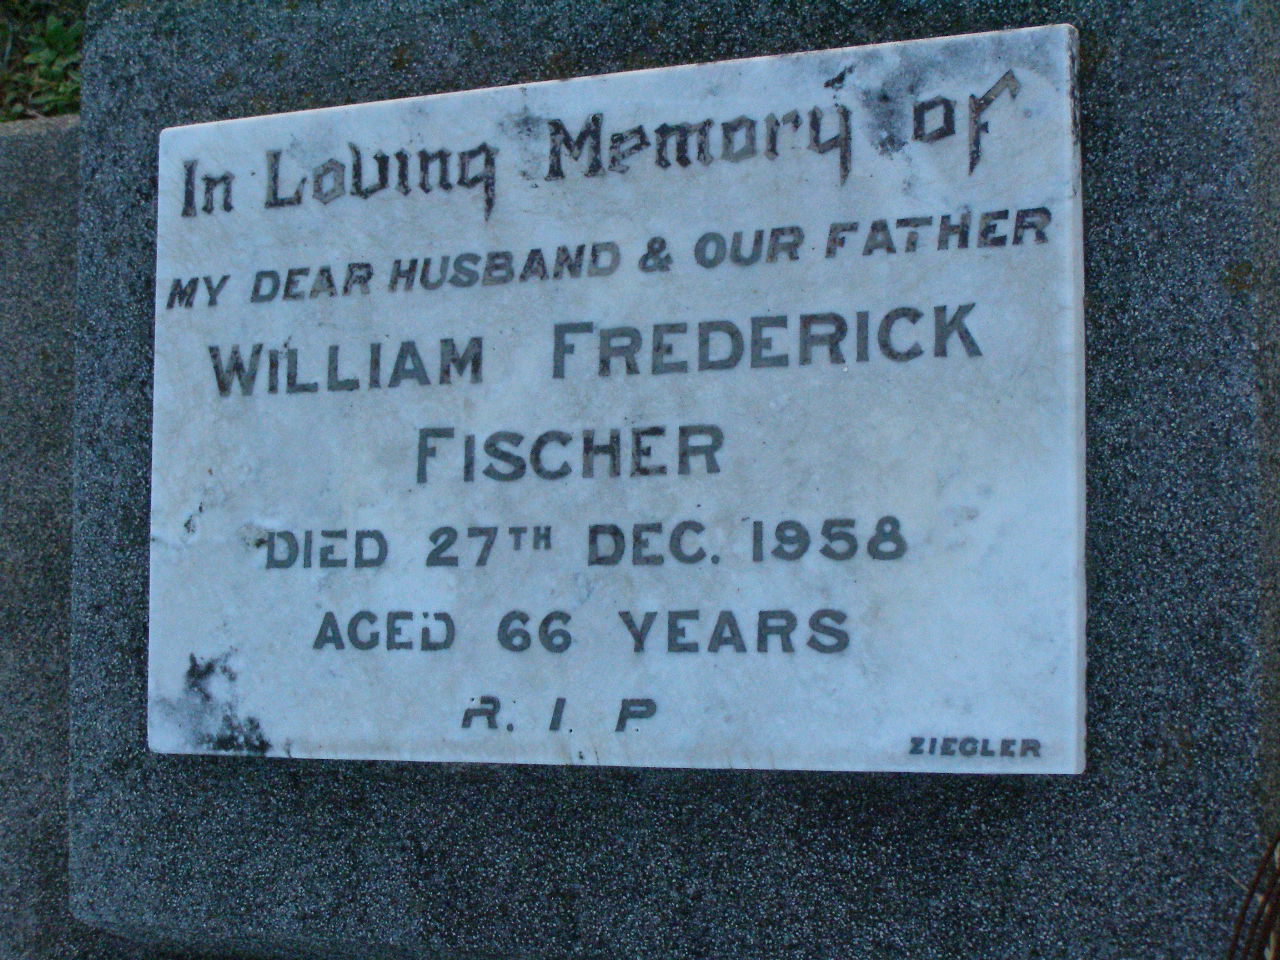 In Loving Memory of
MY DEAR HUSBAND & OUR FATHER
WILLIAM FREDERICK
FISCHER
DIED 27TH DEC. 1958
AGED 66 YEARS
R. I. P
ZIEGLER